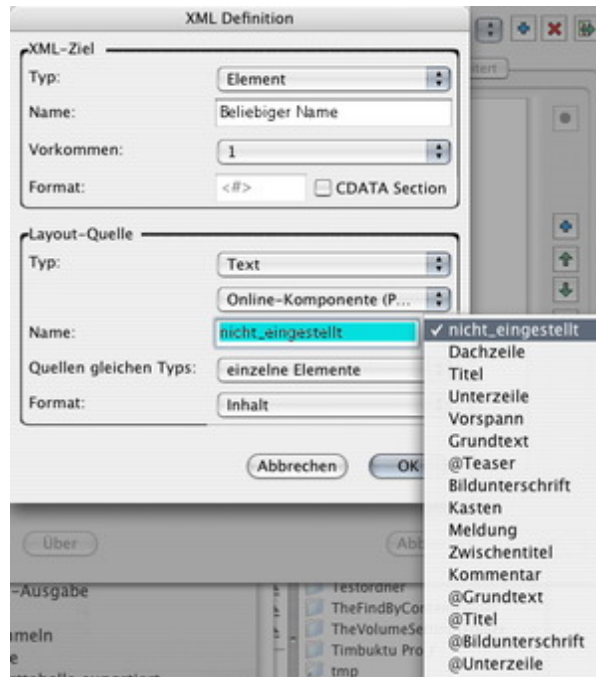 XML Definition
XML-Ziel
Typ: Element
Name: Beliebiger Name
Vorkommen: 1
Format: <#> CDATA Section
Layout-Quelle
Typ: Text
Online-Komponente (P...
Name: nicht_eingestellt
Quellen gleichen Typs: einzelne Elemente
Format: Inhalt
Abbrechen OK
✓ nicht_eingestellt
Dachzeile
Titel
Unterzeile
Vorspann
Grundtext
@Teaser
Bildunterschrift
Kasten
Meldung
Zwischentitel
Kommentar
@Grundtext
@Titel
@Bildunterschrift
@Unterzeile
Über
-Ausgabe
Testordner
TheFindByCo
TheVolumeSe
Timbuktu Pro
tmp